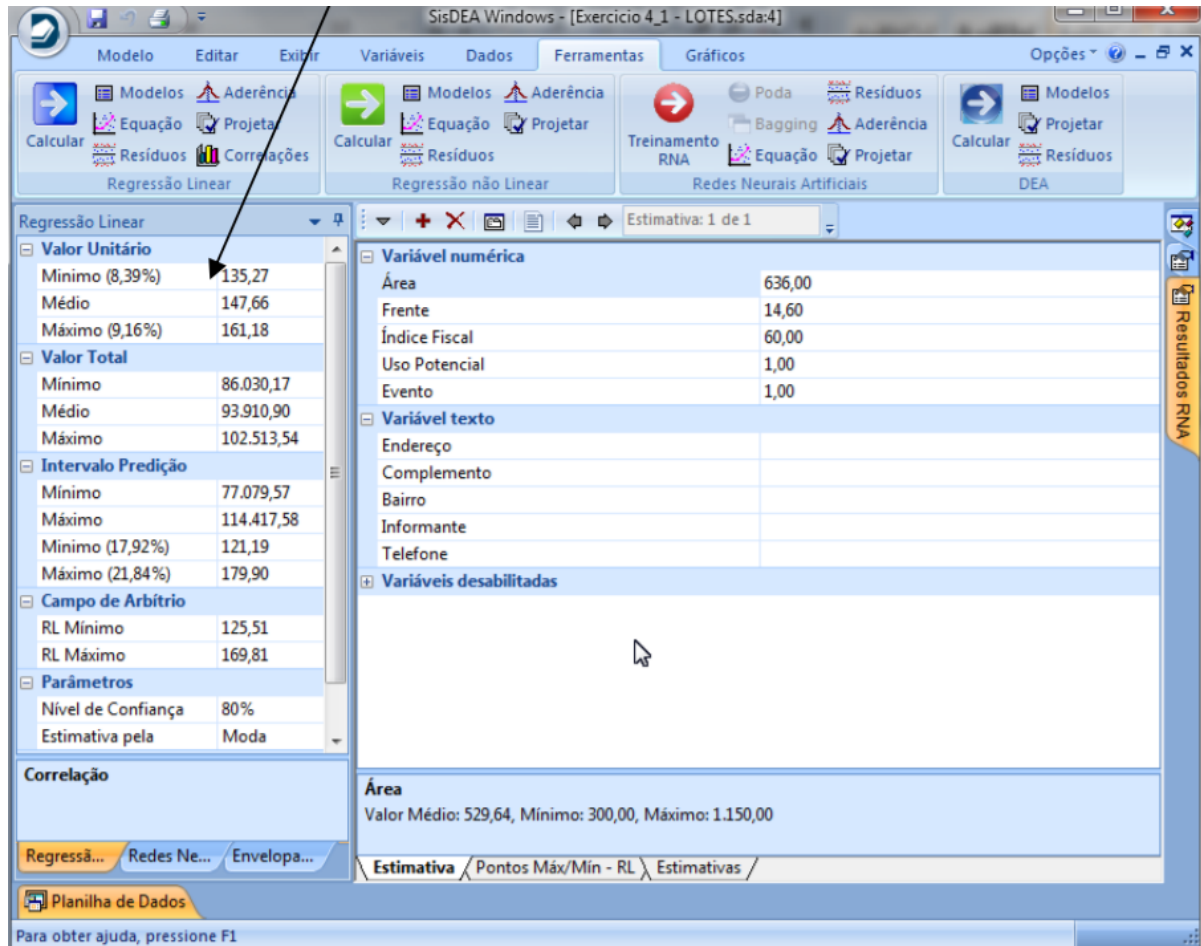 SisDEA Windows - [Exercicio 4_1 - LOTES.sda:4]
Modelo Editar Exibir Variáveis Dados Ferramentas Gráficos Opções
Calcular
Modelos Aderência
Equação Projetar
Resíduos Correlações
Regressão Linear
Calcular
Modelos Aderência
Equação Projetar
Resíduos
Regressão não Linear
Treinamento RNA
Poda Resíduos
Bagging Aderência
Equação Projetar
Redes Neurais Artificiais
Calcular
Modelos
Projetar
Resíduos
DEA
Regressão Linear
Valor Unitário
Minimo (8,39%) 135,27
Médio 147,66
Máximo (9,16%) 161,18
Valor Total
Mínimo 86.030,17
Médio 93.910,90
Máximo 102.513,54
Intervalo Predição
Mínimo 77.079,57
Máximo 114.417,58
Minimo (17,92%) 121,19
Máximo (21,84%) 179,90
Campo de Arbítrio
RL Mínimo 125,51
RL Máximo 169,81
Parâmetros
Nível de Confiança 80%
Estimativa pela Moda
Correlação
Regressã... Redes Ne... Envelopa...
Estimativa: 1 de 1
Variável numérica
Área 636,00
Frente 14,60
Índice Fiscal 60,00
Uso Potencial 1,00
Evento 1,00
Variável texto
Endereço
Complemento
Bairro
Informante
Telefone
Variáveis desabilitadas
Área
Valor Médio: 529,64, Mínimo: 300,00, Máximo: 1.150,00
Estimativa Pontos Máx/Mín - RL Estimativas
Resultados RNA
Planilha de Dados
Para obter ajuda, pressione F1